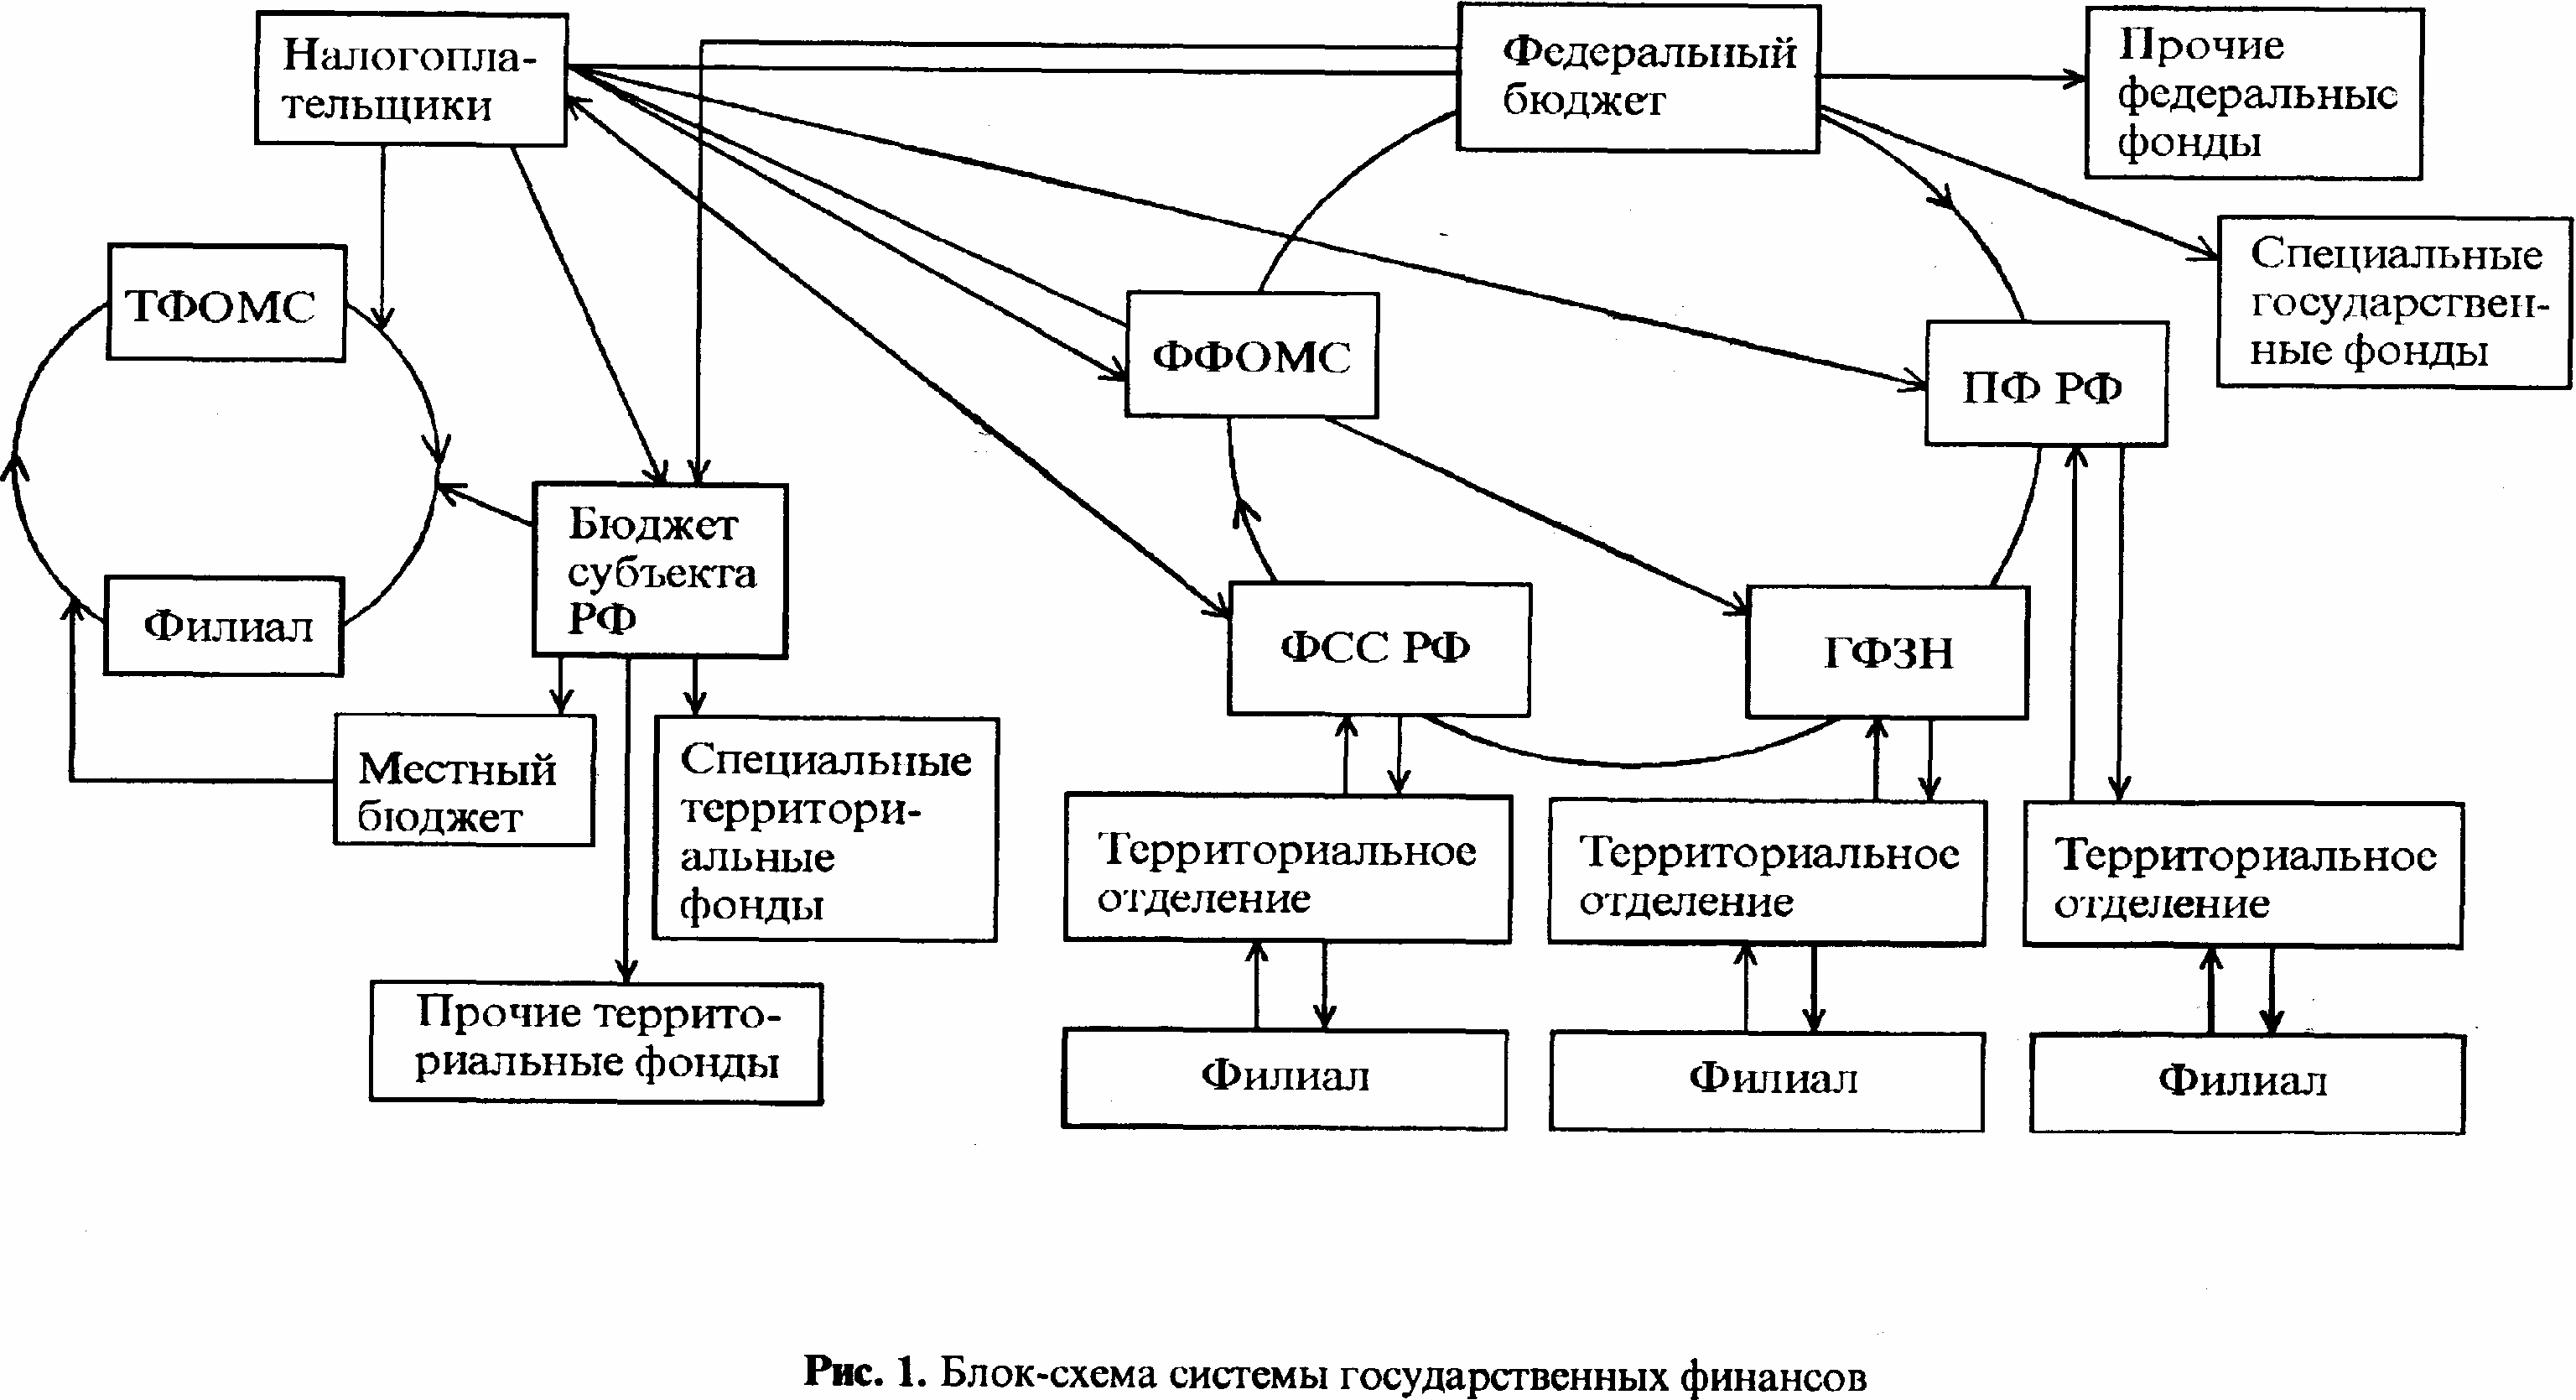 Налогопла-
тельщики
Федеральный
бюджет
Прочие
федеральные
фонды
Специальные
государствен-
ные фонды
ТФОМС
ФФОМС
ПФ РФ
Бюджет
субъекта
РФ
Филиал
ФСС РФ
ГФЗН
Местный
бюджет
Специальные
территори-
альные
фонды
Территориальное
отделение
Территориальное
отделение
Территориальное
отделение
Прочие террито-
риальные фонды
Филиал
Филиал
Филиал
Рис. 1. Блок-схема системы государственных финансов